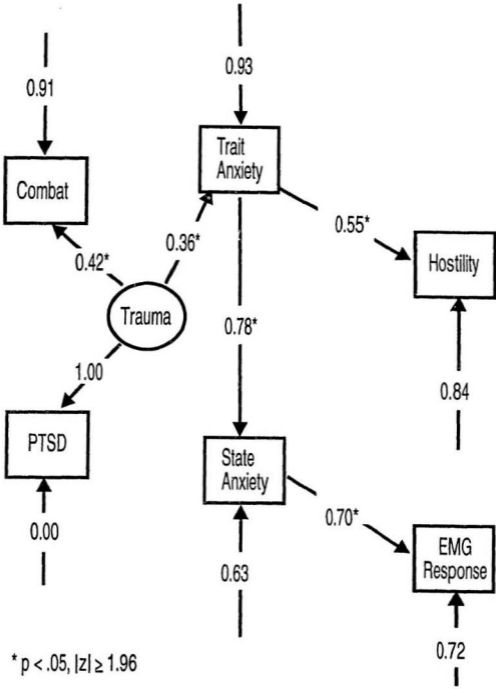 0.93
0.91
Trait
Anxiety
Combat
0.36*
0.55*
0.42*
Hostility
Trauma
0.78*
1.00
0.84
PTSD
State
Anxiety
0.70*
0.00
EMG
Response
0.63
0.72
* p < .05, |z| ≥ 1.96